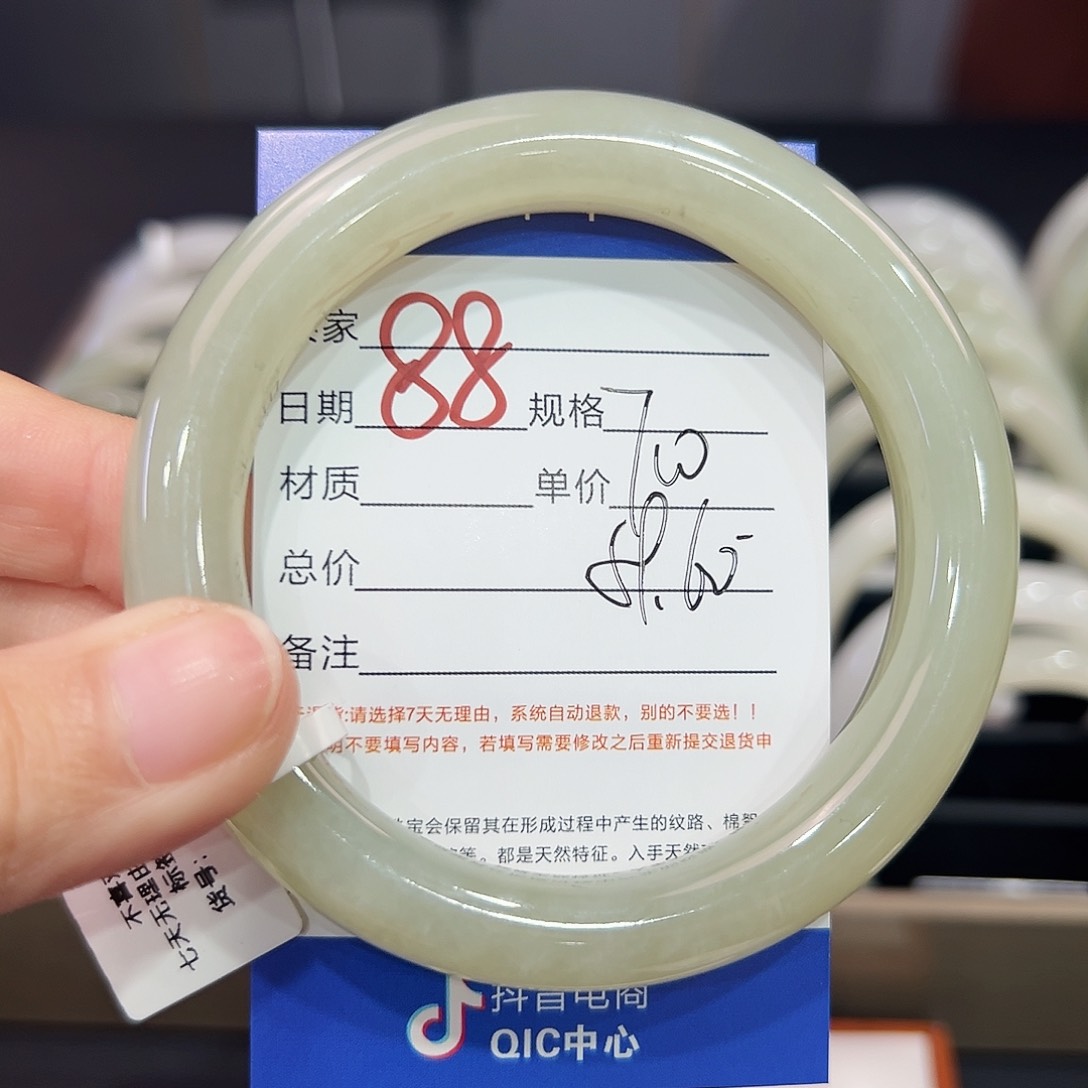 家 88
日期 规格
材质 单价
总价
备注
:请选择7天无理由，系统自动退款，别的不要选！！
不要填写内容，若填写需要修改之后重新提交退货申
宝会保留其在形成过程中产生的纹路、棉絮
等。都是天然特征。入手天然
抖音电商
QIC中心
七天无理由
货号：